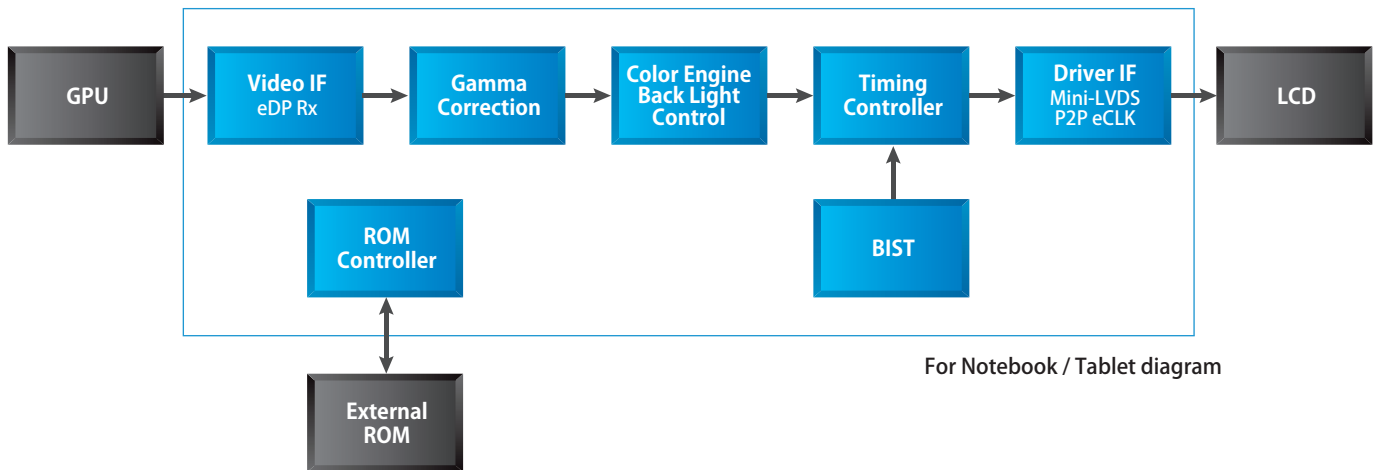 GPU
Video IF
eDP Rx
Gamma
Correction
Color Engine
Back Light
Control
Timing
Controller
Driver IF
Mini-LVDS
P2P eCLK
LCD
ROM
Controller
BIST
External
ROM
For Notebook / Tablet diagram